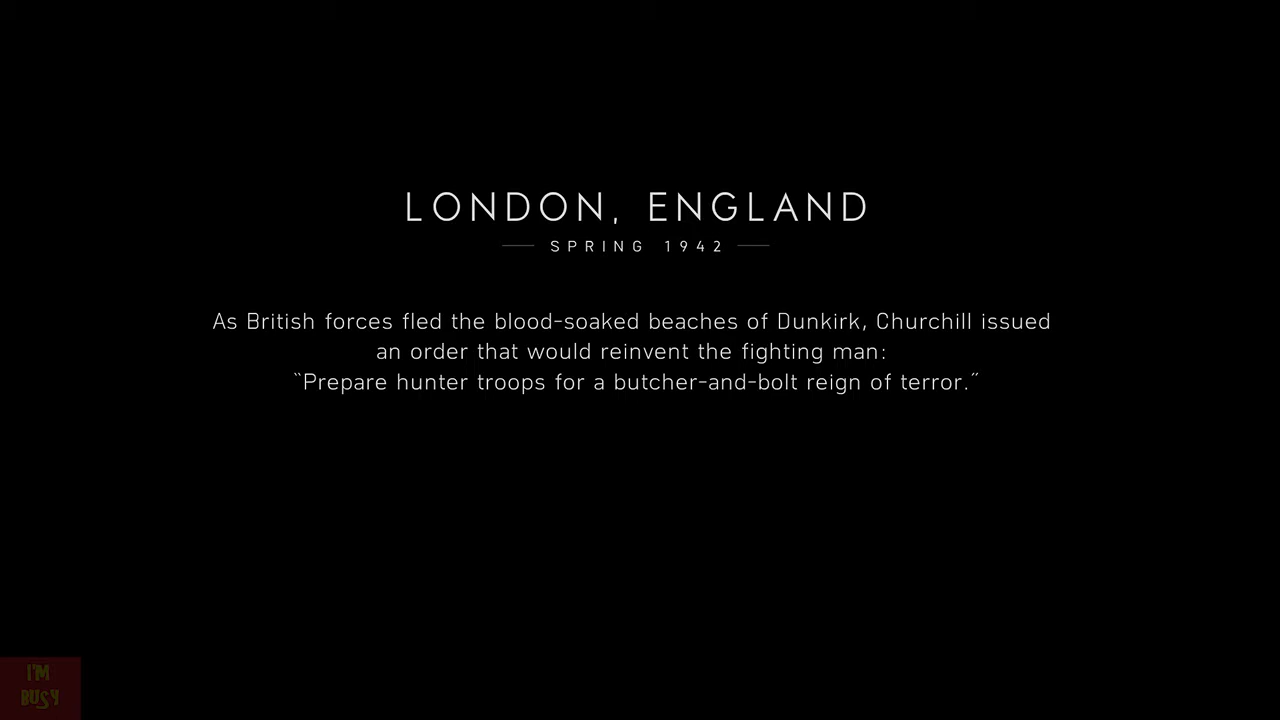 LONDON, ENGLAND
SPRING 1942
As British forces fled the blood-soaked beaches of Dunkirk, Churchill issued
an order that would reinvent the fighting man:
“Prepare hunter troops for a butcher-and-bolt reign of terror.”
I'M
BUSY